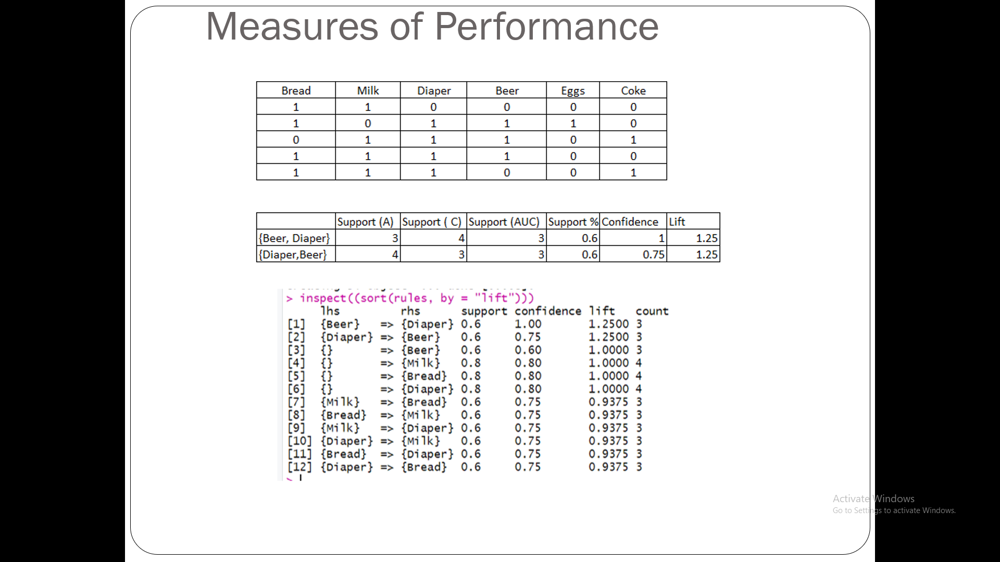 Measures of Performance
Bread Milk Diaper Beer Eggs Coke
1 1 0 0 0 0
1 0 1 1 1 0
0 1 1 1 0 1
1 1 1 1 0 0
1 1 1 0 0 1
Support (A) Support ( C) Support (AUC) Support % Confidence Lift
{Beer, Diaper} 3 4 3 0.6 1 1.25
{Diaper,Beer} 4 3 3 0.6 0.75 1.25
> inspect((sort(rules, by = "lift")))
lhs rhs support confidence lift count
[1] {Beer} => {Diaper} 0.6 1.00 1.2500 3
[2] {Diaper} => {Beer} 0.6 0.75 1.2500 3
[3] {} => {Beer} 0.6 0.60 1.0000 3
[4] {} => {Milk} 0.8 0.80 1.0000 4
[5] {} => {Bread} 0.8 0.80 1.0000 4
[6] {} => {Diaper} 0.8 0.80 1.0000 4
[7] {Milk} => {Bread} 0.6 0.75 0.9375 3
[8] {Bread} => {Milk} 0.6 0.75 0.9375 3
[9] {Milk} => {Diaper} 0.6 0.75 0.9375 3
[10] {Diaper} => {Milk} 0.6 0.75 0.9375 3
[11] {Bread} => {Diaper} 0.6 0.75 0.9375 3
[12] {Diaper} => {Bread} 0.6 0.75 0.9375 3
>
Activate Windows
Go to Settings to activate Windows.